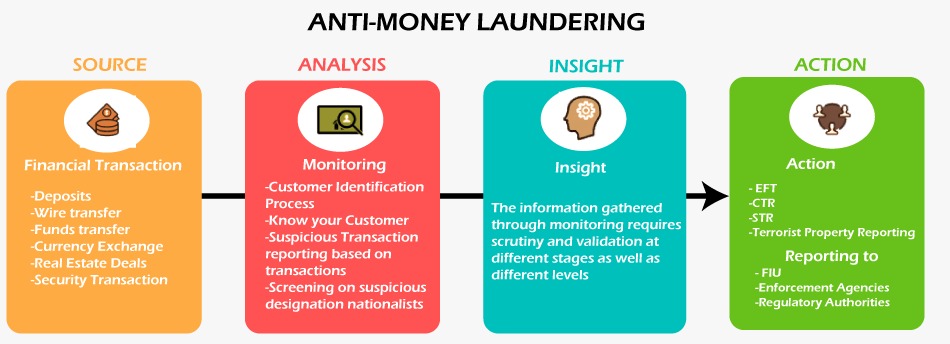 ANTI-MONEY LAUNDERING
SOURCE
Financial Transaction
-Deposits
-Wire transfer
-Funds transfer
-Currency Exchange
-Real Estate Deals
-Security Transaction
ANALYSIS
Monitoring
-Customer Identification
Process
-Know your Customer
-Suspicious Transaction
reporting based on
transactions
-Screening on suspicious
designation nationalists
INSIGHT
Insight
The information gathered
through monitoring requires
scrutiny and validation at
different stages as well as
different levels
ACTION
Action
- EFT
-CTR
-STR
-Terrorist Property Reporting
Reporting to
- FIU
-Enforcement Agencies
-Regulatory Authorities